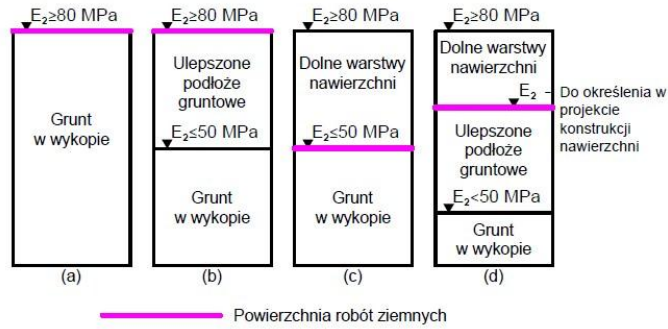 E₂≥80 MPa
Grunt
w wykopie
(a)
E₂≥80 MPa
Ulepszone
podłoże
gruntowe
E₂≤50 MPa
Grunt
w wykopie
(b)
E₂≥80 MPa
Dolne warstwy
nawierzchni
E₂≤50 MPa
Grunt
w wykopie
(c)
E₂≥80 MPa
Dolne warstwy
nawierzchni
E₂ - Do określenia w
projekcie
konstrukcji
nawierzchni
Ulepszone
podłoże
gruntowe
E₂<50 MPa
Grunt
w wykopie
(d)
Powierzchnia robót ziemnych